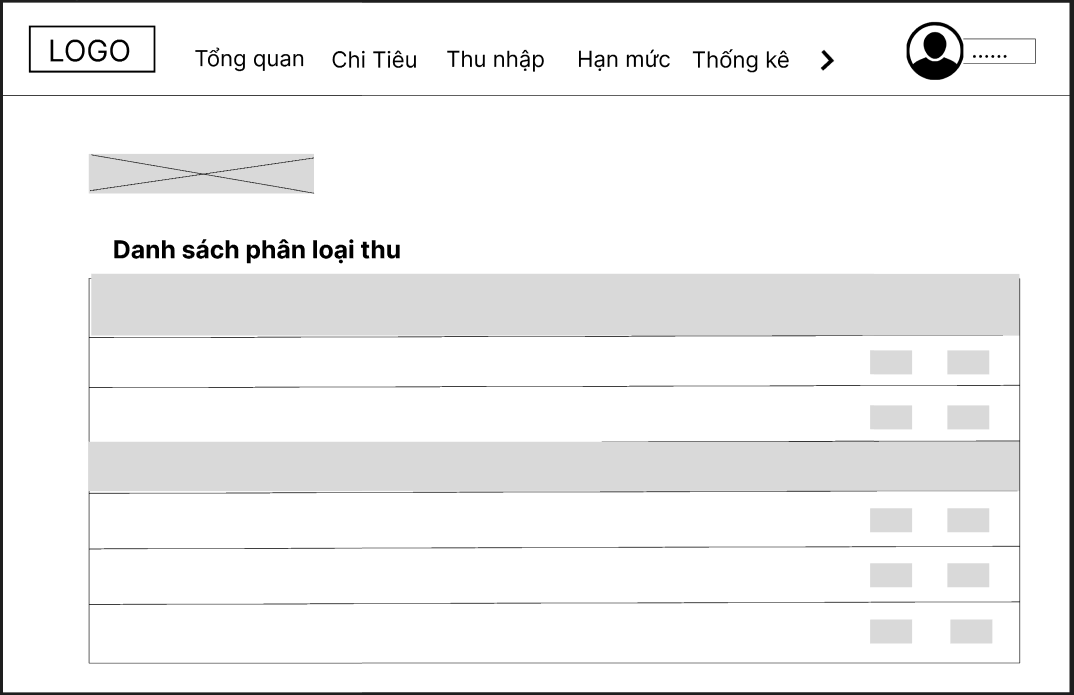 LOGO
Tổng quan Chi Tiêu Thu nhập Hạn mức Thống kê
......
Danh sách phân loại thu